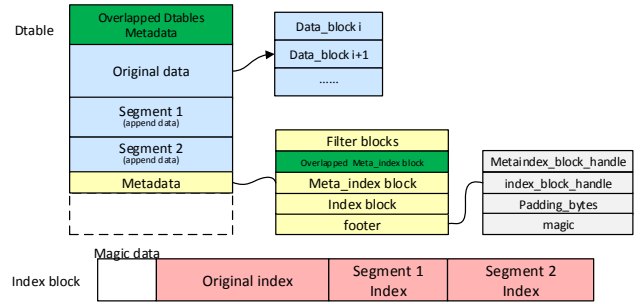 Dtable
Overlapped Dtables
Metadata
Original data
Segment 1
(append data)
Segment 2
(append data)
Metadata
Data_block i
Data_block i+1
......
Filter blocks
Overlapped Meta_index block
Meta_index block
Index block
footer
Metaindex_block_handle
index_block_handle
Padding_bytes
magic
Magic data
Index block
Original index
Segment 1
Index
Segment 2
Index